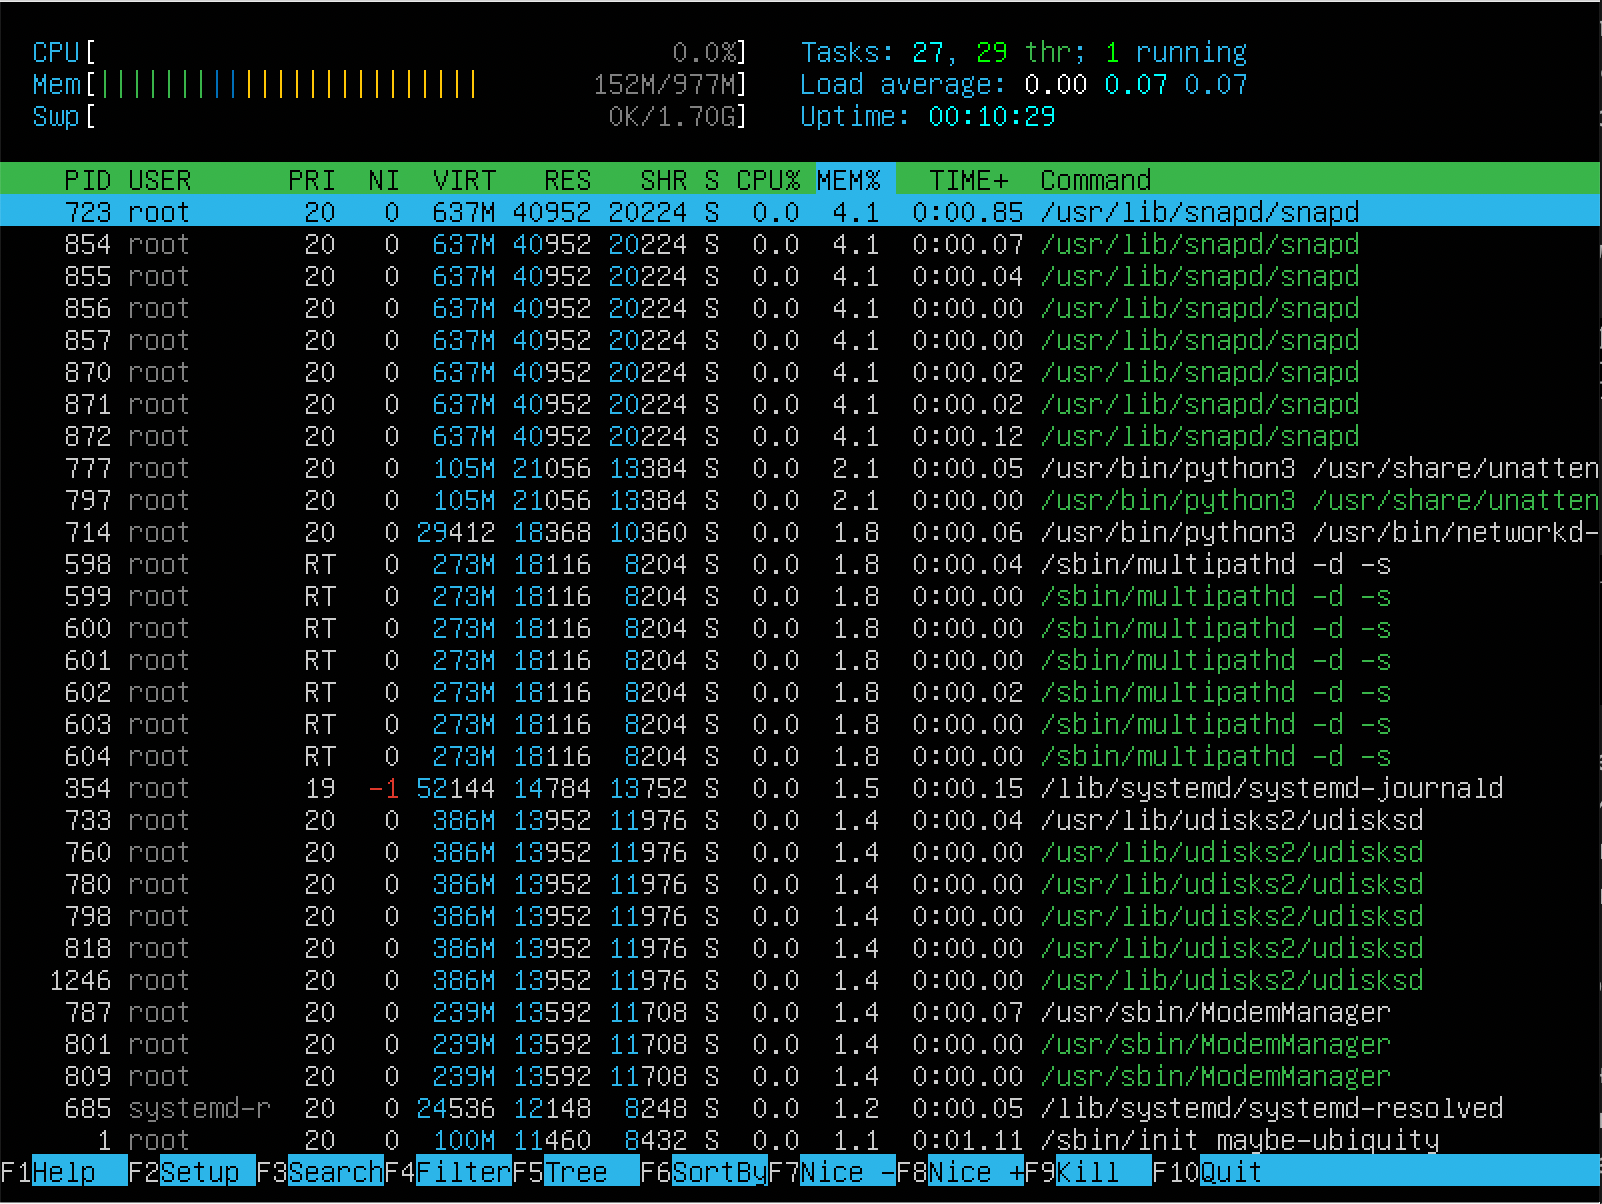 CPU[ 0.0%] Tasks: 27, 29 thr; 1 running
Mem[|||||||||||||||||||||||| 152M/977M] Load average: 0.00 0.07 0.07
Swp[ 0K/1.70G] Uptime: 00:10:29
PID USER PRI NI VIRT RES SHR S CPU% MEM% TIME+ Command
723 root 20 0 637M 40952 20224 S 0.0 4.1 0:00.85 /usr/lib/snapd/snapd
854 root 20 0 637M 40952 20224 S 0.0 4.1 0:00.07 /usr/lib/snapd/snapd
855 root 20 0 637M 40952 20224 S 0.0 4.1 0:00.04 /usr/lib/snapd/snapd
856 root 20 0 637M 40952 20224 S 0.0 4.1 0:00.00 /usr/lib/snapd/snapd
857 root 20 0 637M 40952 20224 S 0.0 4.1 0:00.00 /usr/lib/snapd/snapd
870 root 20 0 637M 40952 20224 S 0.0 4.1 0:00.02 /usr/lib/snapd/snapd
871 root 20 0 637M 40952 20224 S 0.0 4.1 0:00.02 /usr/lib/snapd/snapd
872 root 20 0 637M 40952 20224 S 0.0 4.1 0:00.12 /usr/lib/snapd/snapd
777 root 20 0 105M 21056 13384 S 0.0 2.1 0:00.05 /usr/bin/python3 /usr/share/unatten
797 root 20 0 105M 21056 13384 S 0.0 2.1 0:00.00 /usr/bin/python3 /usr/share/unatten
714 root 20 0 29412 18368 10360 S 0.0 1.8 0:00.06 /usr/bin/python3 /usr/bin/networkd-
598 root RT 0 273M 18116 8204 S 0.0 1.8 0:00.04 /sbin/multipathd -d -s
599 root RT 0 273M 18116 8204 S 0.0 1.8 0:00.00 /sbin/multipathd -d -s
600 root RT 0 273M 18116 8204 S 0.0 1.8 0:00.00 /sbin/multipathd -d -s
601 root RT 0 273M 18116 8204 S 0.0 1.8 0:00.00 /sbin/multipathd -d -s
602 root RT 0 273M 18116 8204 S 0.0 1.8 0:00.02 /sbin/multipathd -d -s
603 root RT 0 273M 18116 8204 S 0.0 1.8 0:00.00 /sbin/multipathd -d -s
604 root RT 0 273M 18116 8204 S 0.0 1.8 0:00.00 /sbin/multipathd -d -s
354 root 19 -1 52144 14784 13752 S 0.0 1.5 0:00.15 /lib/systemd/systemd-journald
733 root 20 0 386M 13952 11976 S 0.0 1.4 0:00.04 /usr/lib/udisks2/udisksd
760 root 20 0 386M 13952 11976 S 0.0 1.4 0:00.00 /usr/lib/udisks2/udisksd
780 root 20 0 386M 13952 11976 S 0.0 1.4 0:00.00 /usr/lib/udisks2/udisksd
798 root 20 0 386M 13952 11976 S 0.0 1.4 0:00.00 /usr/lib/udisks2/udisksd
818 root 20 0 386M 13952 11976 S 0.0 1.4 0:00.00 /usr/lib/udisks2/udisksd
1246 root 20 0 386M 13952 11976 S 0.0 1.4 0:00.00 /usr/lib/udisks2/udisksd
787 root 20 0 239M 13592 11708 S 0.0 1.4 0:00.07 /usr/sbin/ModemManager
801 root 20 0 239M 13592 11708 S 0.0 1.4 0:00.00 /usr/sbin/ModemManager
809 root 20 0 239M 13592 11708 S 0.0 1.4 0:00.00 /usr/sbin/ModemManager
685 systemd-r 20 0 24536 12148 8248 S 0.0 1.2 0:00.05 /lib/systemd/systemd-resolved
1 root 20 0 100M 11460 8432 S 0.0 1.1 0:01.11 /sbin/init maybe-ubiquity
F1Help F2Setup F3SearchF4FilterF5Tree F6SortByF7Nice -F8Nice +F9Kill F10Quit